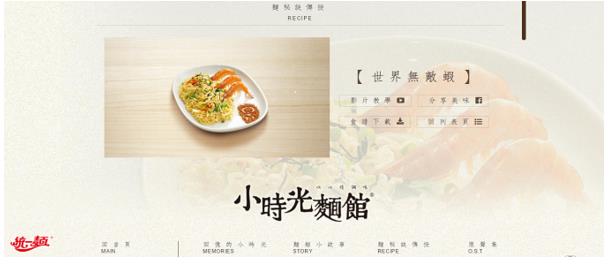 麵秘訣傳授
RECIPE
【世界無敵蝦】
影片教學 分享美味
食譜下載 回列表頁
小時光麵館®
統一麵
回首頁 回憶的小時光 麵館小故事 麵秘訣傳授 原聲集
MAIN MEMORIES STORY RECIPE O.S.T